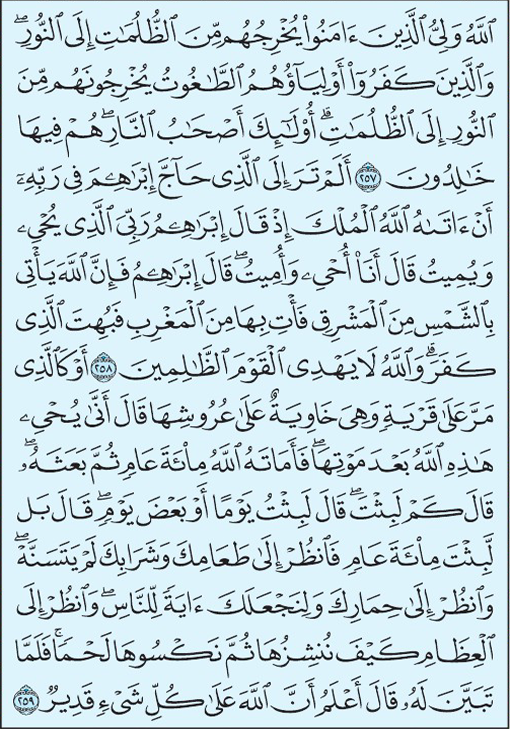 ٱللَّهُ وَلِىُّ ٱلَّذِينَ ءَامَنُوا۟ يُخْرِجُهُم مِّنَ ٱلظُّلُمَٰتِ إِلَى ٱلنُّورِ ۖ
وَٱلَّذِينَ كَفَرُوٓا۟ أَوْلِيَآؤُهُمُ ٱلطَّٰغُوتُ يُخْرِجُونَهُم مِّنَ
ٱلنُّورِ إِلَى ٱلظُّلُمَٰتِ ۗ أُو۟لَٰٓئِكَ أَصْحَٰبُ ٱلنَّارِ ۖ هُمْ فِيهَا
خَٰلِدُونَ ٢٥٧ أَلَمْ تَرَ إِلَى ٱلَّذِى حَآجَّ إِبْرَٰهِـۧمَ فِى رَبِّهِۦٓ
أَنْ ءَاتَىٰهُ ٱللَّهُ ٱلْمُلْكَ إِذْ قَالَ إِبْرَٰهِـۧمُ رَبِّىَ ٱلَّذِى يُحْىِۦ
وَيُمِيتُ قَالَ أَنَا۠ أُحْىِۦ وَأُمِيتُ ۖ قَالَ إِبْرَٰهِـۧمُ فَإِنَّ ٱللَّهَ يَأْتِى
بِٱلشَّمْسِ مِنَ ٱلْمَشْرِقِ فَأْتِ بِهَا مِنَ ٱلْمَغْرِبِ فَبُهِتَ ٱلَّذِى
كَفَرَ ۗ وَٱللَّهُ لَا يَهْدِى ٱلْقَوْمَ ٱلظَّٰلِمِينَ ٢٥٨ أَوْ كَٱلَّذِى
مَرَّ عَلَىٰ قَرْيَةٍ وَهِىَ خَاوِيَةٌ عَلَىٰ عُرُوشِهَا قَالَ أَنَّىٰ يُحْىِۦ
هَٰذِهِ ٱللَّهُ بَعْدَ مَوْتِهَا ۖ فَأَمَاتَهُ ٱللَّهُ مِا۟ئَةَ عَامٍ ثُمَّ بَعَثَهُۥ ۖ
قَالَ كَمْ لَبِثْتَ ۖ قَالَ لَبِثْتُ يَوْمًا أَوْ بَعْضَ يَوْمٍ ۖ قَالَ بَل
لَّبِثْتَ مِا۟ئَةَ عَامٍ فَٱنظُرْ إِلَىٰ طَعَامِكَ وَشَرَابِكَ لَمْ يَتَسَنَّهْ ۖ
وَٱنظُرْ إِلَىٰ حِمَارِكَ وَلِنَجْعَلَكَ ءَايَةً لِّلنَّاسِ ۖ وَٱنظُرْ إِلَى
ٱلْعِظَامِ كَيْفَ نُنشِزُهَا ثُمَّ نَكْسُوهَا لَحْمًا ۚ فَلَمَّا
تَبَيَّنَ لَهُۥ قَالَ أَعْلَمُ أَنَّ ٱللَّهَ عَلَىٰ كُلِّ شَىْءٍ قَدِيرٌ ٢٥٩